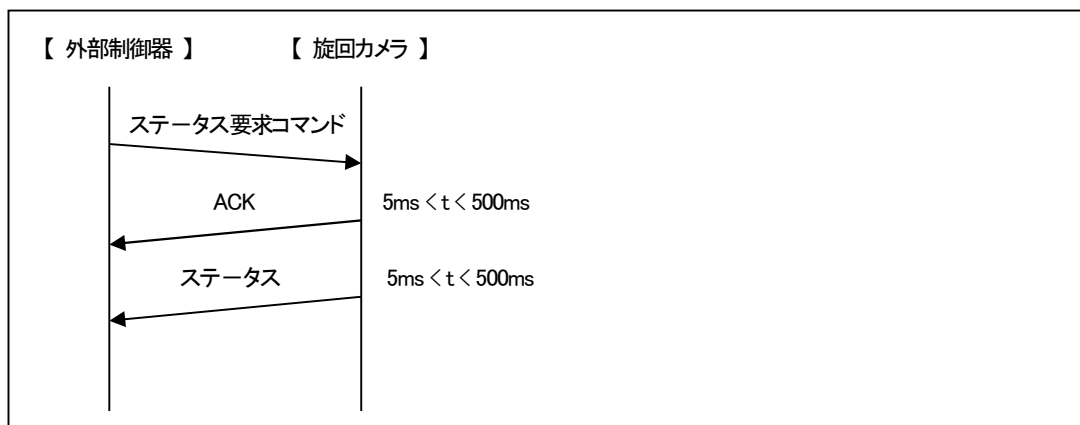 【 外部制御器 】 【 旋回カメラ 】
ステータス要求コマンド
ACK 5ms<t<500ms
ステータス 5ms<t<500ms